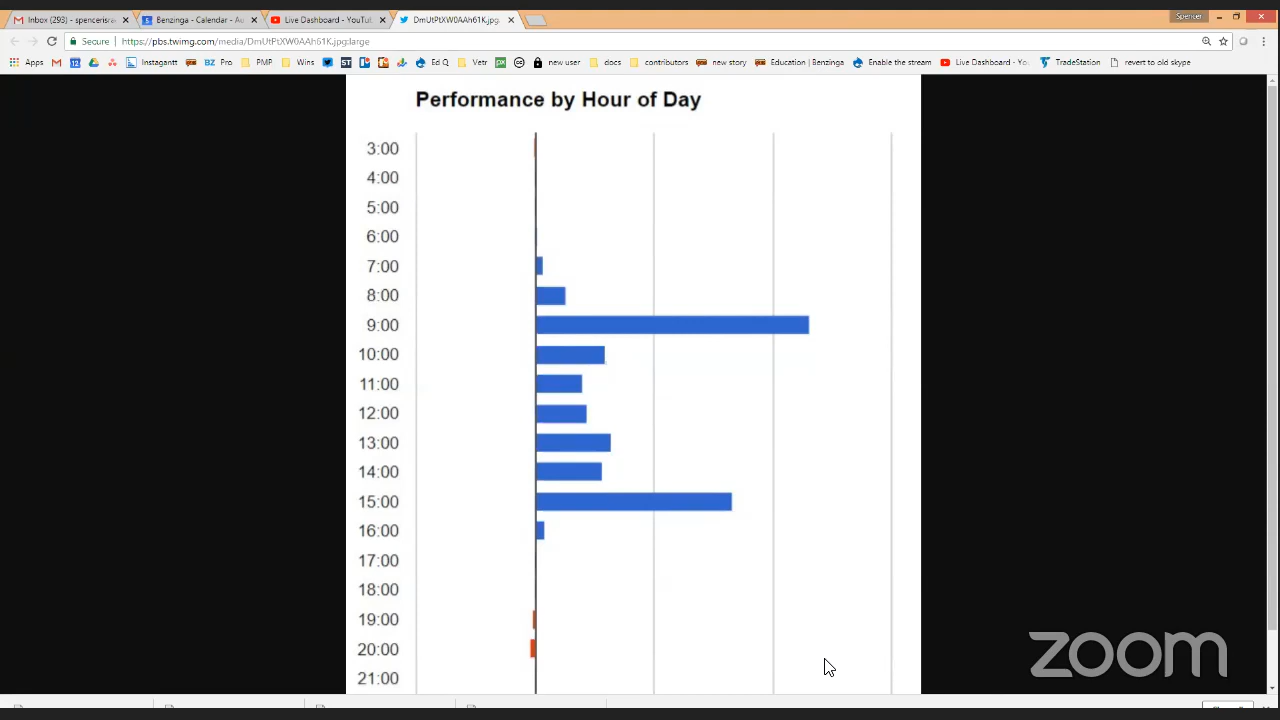 Inbox (293) - spencerisra
Benzinga - Calendar - Au
Live Dashboard - YouTu
DmUtPtXW0AAh61K.jpg
Spencer
Secure
https://pbs.twimg.com/media/DmUtPtXW0AAh61K.jpg:large
Apps
12
Instagantt
BZ Pro
PMP
Wins
ST
Ed Q
Vetr
new user
docs
contributors
new story
Education | Benzinga
Enable the stream
Live Dashboard - Yo
TradeStation
revert to old skype
Performance by Hour of Day
3:00
4:00
5:00
6:00
7:00
8:00
9:00
10:00
11:00
12:00
13:00
14:00
15:00
16:00
17:00
18:00
19:00
20:00
21:00
zoom